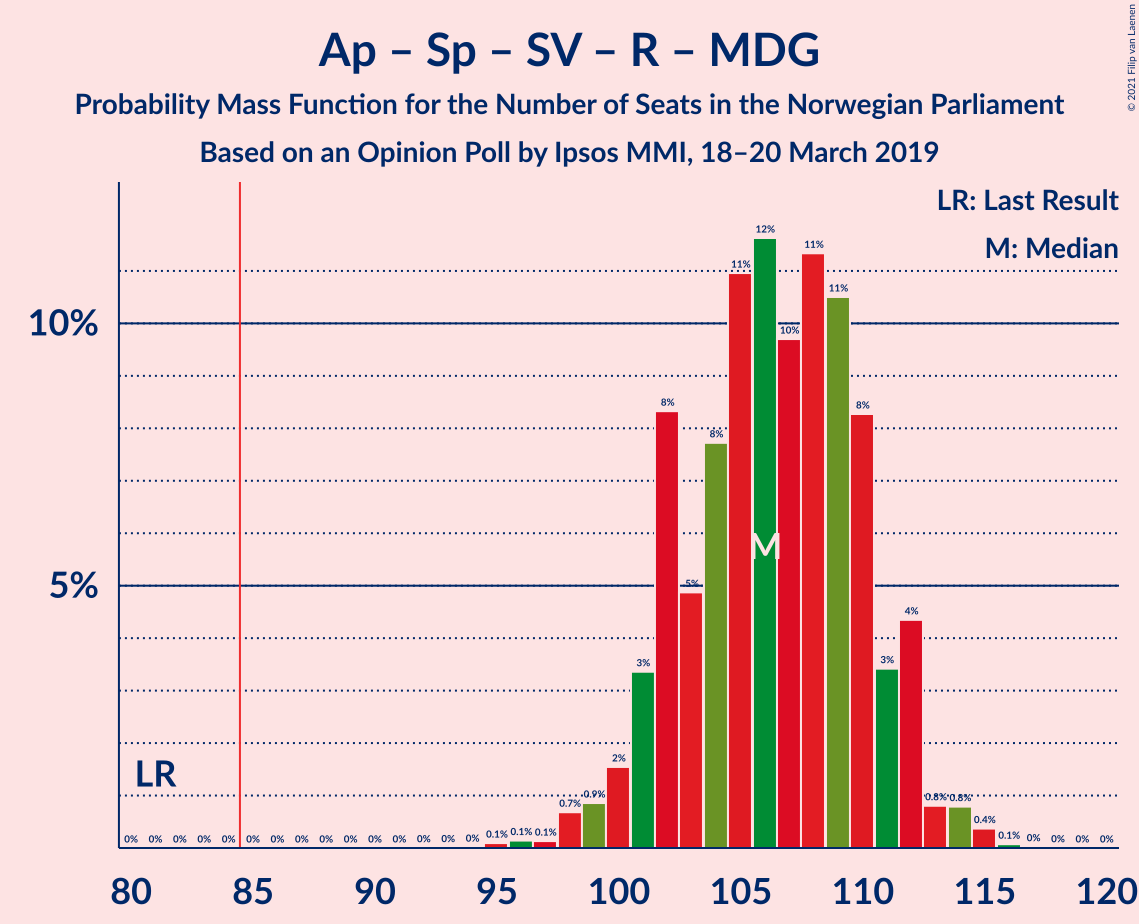 Ap – Sp – SV – R – MDG
Probability Mass Function for the Number of Seats in the Norwegian Parliament
Based on an Opinion Poll by Ipsos MMI, 18–20 March 2019
© 2021 Filip van Laenen
LR: Last Result
M: Median
10%
5%
LR
M
0% 0% 0% 0% 0% 0% 0% 0% 0% 0% 0% 0% 0% 0% 0% 0.1% 0.1% 0.1% 0.7% 0.9% 2% 3% 8% 5% 8% 11% 12% 10% 11% 11% 8% 3% 4% 0.8% 0.8% 0.4% 0.1% 0% 0% 0% 0%
80 85 90 95 100 105 110 115 120